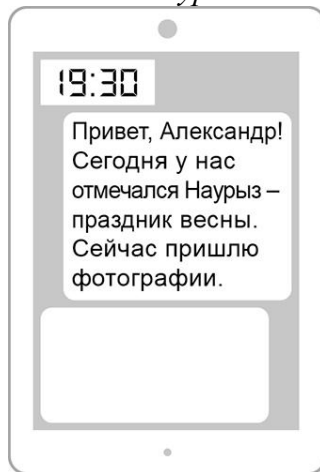 19:30
Привет, Александр!
Сегодня у нас
отмечался Наурыз –
праздник весны.
Сейчас пришлю
фотографии.